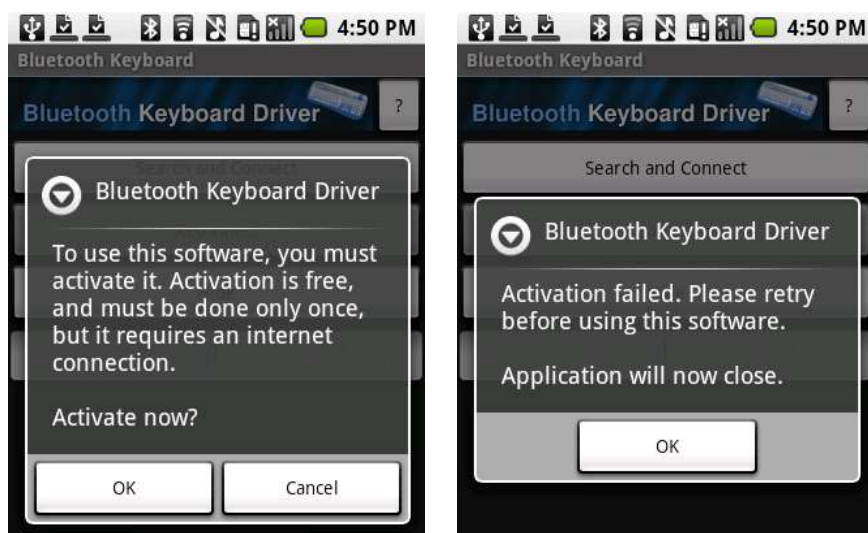 4:50 PM
Bluetooth Keyboard
Bluetooth Keyboard Driver
?
Search and Connect
Bluetooth Keyboard Driver
To use this software, you must
activate it. Activation is free,
and must be done only once,
but it requires an internet
connection.
Activate now?
OK
Cancel
4:50 PM
Bluetooth Keyboard
Bluetooth Keyboard Driver
?
Search and Connect
Bluetooth Keyboard Driver
Activation failed. Please retry
before using this software.
Application will now close.
OK